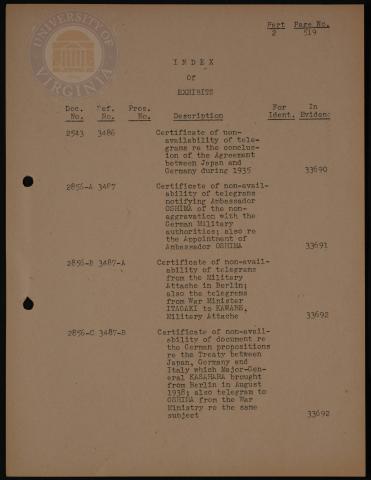 UNIVERSITY OF VIRGINIA
Part Page No.
2 519
INDEX
OF
EXHIBITS
Doc. No. Def. No. Pros. No. Description For Ident. In Evidenc
2543 3486 Certificate of non-
availability of tele-
grams re the conclus-
ion of the Agreement
between Japan and
Germany during 1935 33690
2856-A 3487 Certificate of non-avail-
ability of telegrams
notifying Ambassador
OSHIMA of the non-
aggravation with the
German Military
authorities; also re
the Appointment of
Ambassador OSHIMA 33691
2856-B 3487-A Certificate of non-avail-
ability of telegrams
from the Military
Attache in Berlin;
also the telegrams
from War Minister
ITAGAKI to KAWABE,
Military Attache 33692
2856-C 3487-B Certificate of non-avail-
ability of document re
the German propositions
re the Treaty between
Japan, Germany and
Italy which Major-Gen-
eral KASAHARA brought
from Berlin in August
1938; also telegram to
OSHIMA from the War
Ministry re the same
subject 33692